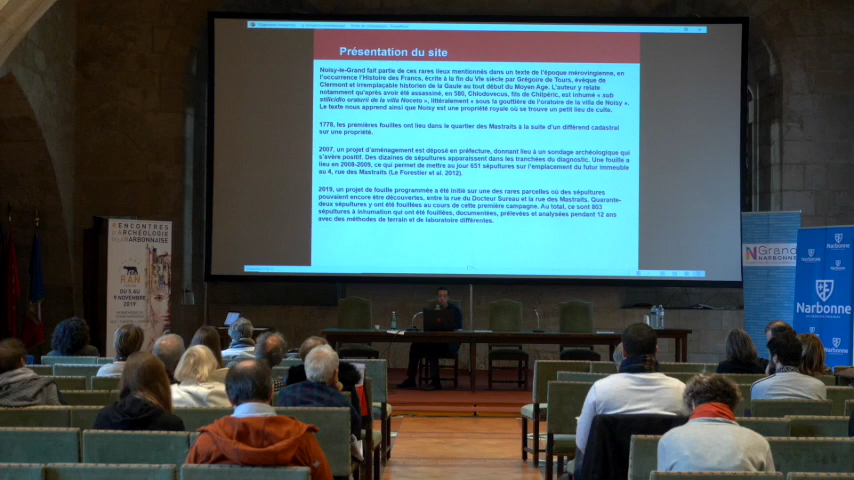 Présentation du site
Noisy-le-Grand fait partie de ces rares lieux mentionnés dans un texte de l'époque mérovingienne, en
l'occurrence l'Histoire des Francs, écrite à la fin du VIe siècle par Grégoire de Tours, évêque de
Clermont et irremplaçable historien de la Gaule au tout début du Moyen Age. L'auteur y relate
notamment qu'après avoir été assassiné, en 580, Chlodovecus, fils de Chilpéric, est inhumé « sub
stillicidio oratorii de la villa Noceto », littéralement « sous la gouttière de l'oratoire de la villa de Noisy ».
Le texte nous apprend ainsi que Noisy est une propriété royale où se trouve un petit lieu de culte.
1778, les premières fouilles ont lieu dans le quartier des Mastraits à la suite d'un différend cadastral
sur une propriété.
2007, un projet d'aménagement est déposé en préfecture, donnant lieu à un sondage archéologique qui
s'avère positif. Des dizaines de sépultures apparaissent dans les tranchées du diagnostic. Une fouille a
lieu en 2008-2009, ce qui permet de mettre au jour 651 sépultures sur l'emplacement du futur immeuble
au 4, rue des Mastraits (Le Forestier et al. 2012).
2019, un projet de fouille programmée a été initié sur une des rares parcelles où des sépultures
pouvaient encore être découvertes, entre la rue du Docteur Sureau et la rue des Mastraits. Quarante-
deux sépultures y ont été fouillées au cours de cette première campagne. Au total, ce sont 803
sépultures à inhumation qui ont été fouillées, documentées, prélevées et analysées pendant 12 ans
avec des méthodes de terrain et de laboratoire différentes.
RENCONTRES
D'ARCHÉOLOGIE
NARBONNAISE
RAN
DU 5 AU
9 NOVEMBRE
2019
Grand
NARBONNE
Narbonne
Narbonne
Narbonne
Narbonne